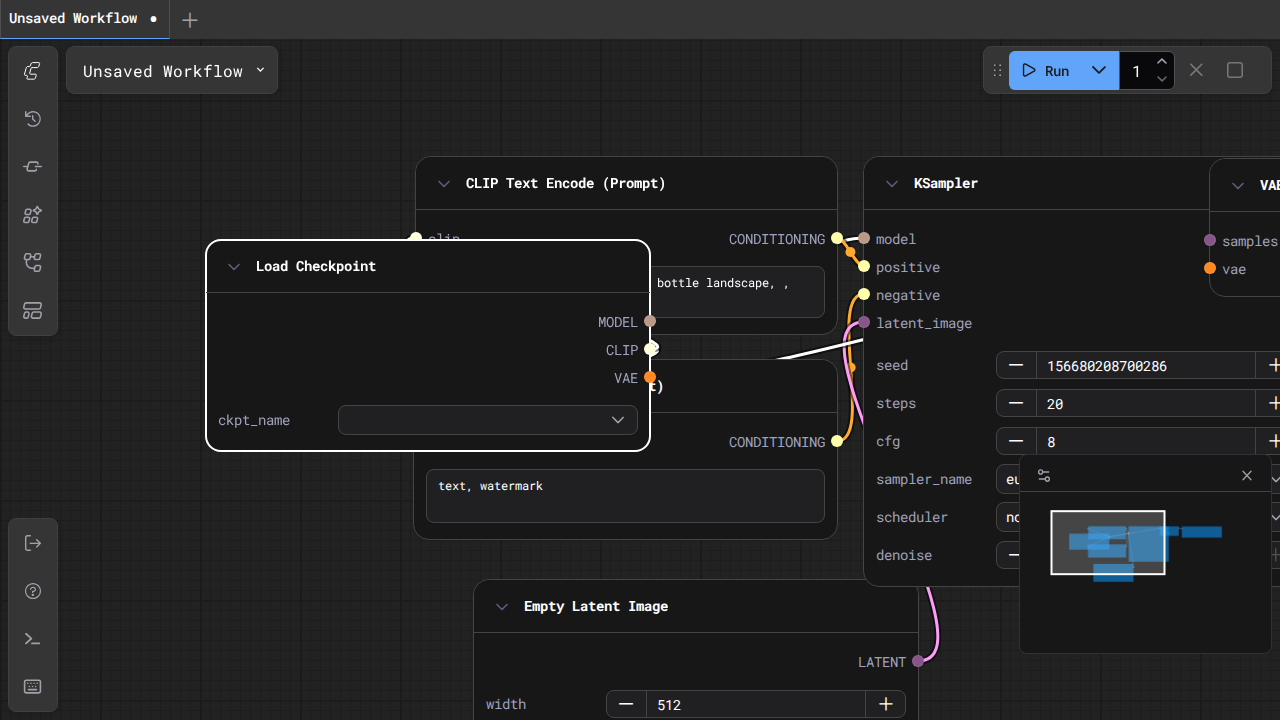 Unsaved Workflow
Unsaved Workflow
Run
1
CLIP Text Encode (Prompt)
clip
CONDITIONING
bottle landscape, ,
Load Checkpoint
MODEL
CLIP
VAE
ckpt_name
t)
CONDITIONING
text, watermark
KSampler
model
positive
negative
latent_image
seed
156680208700286
steps
20
cfg
8
sampler_name
eu
scheduler
denoise
samples
vae
Empty Latent Image
LATENT
width
512